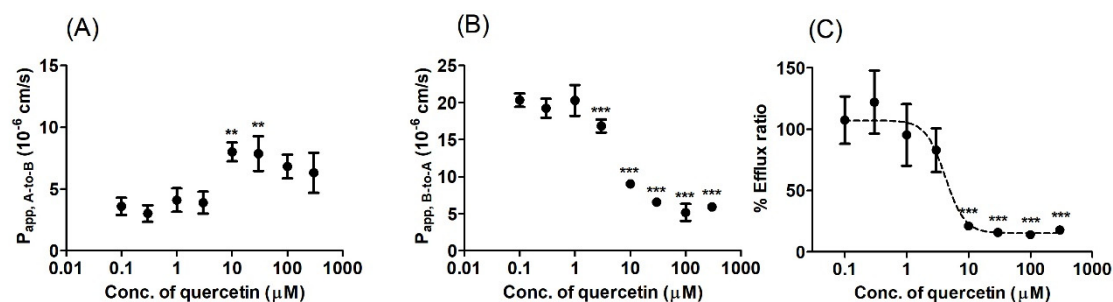 (A)
P app, A-to-B (10⁻⁶ cm/s)
15
10
5
0
** **
0.01 0.1 1 10 100 1000
Conc. of quercetin (μM)
(B)
P app, B-to-A (10⁻⁶ cm/s)
25
20
15
10
5
0
***
***
***
***
***
0.01 0.1 1 10 100 1000
Conc. of quercetin (μM)
(C)
% Efflux ratio
150
100
50
0
*** *** *** ***
0.1 1 10 100 1000
Conc. of quercetin (μM)